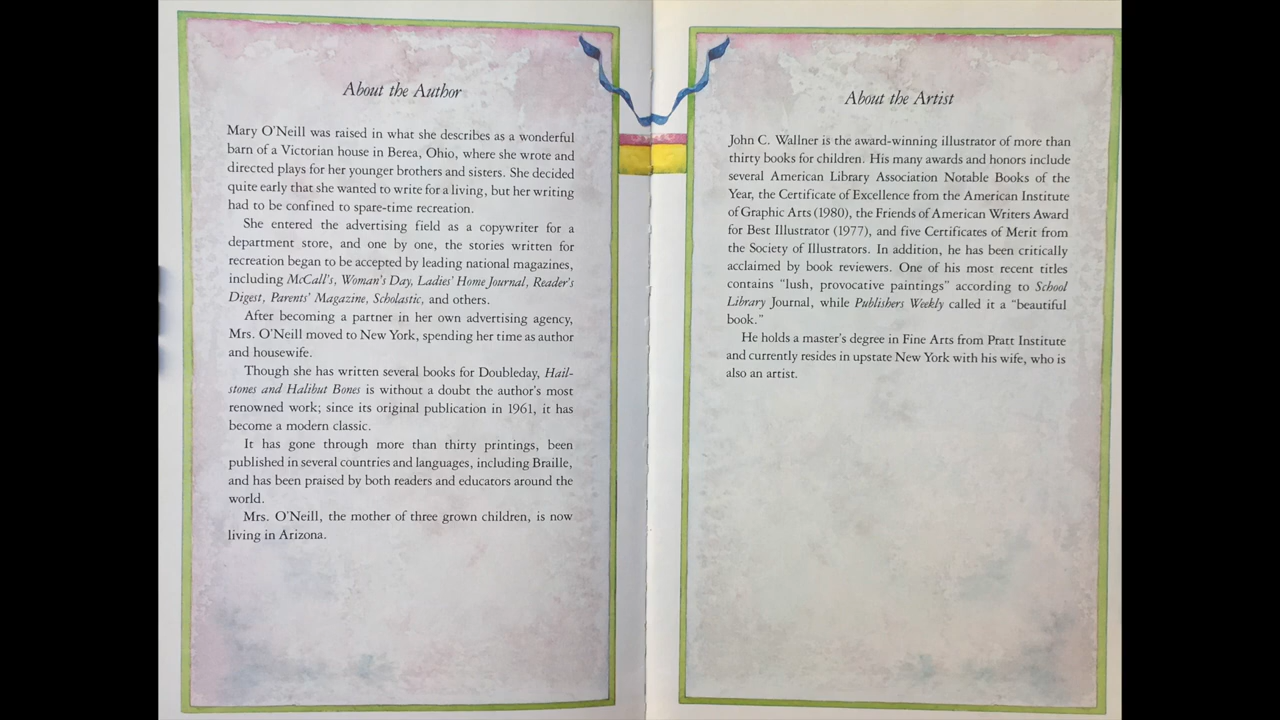 About the Author
Mary O'Neill was raised in what she describes as a wonderful
barn of a Victorian house in Berea, Ohio, where she wrote and
directed plays for her younger brothers and sisters. She decided
quite early that she wanted to write for a living, but her writing
had to be confined to spare-time recreation.
She entered the advertising field as a copywriter for a
department store, and one by one, the stories written for
recreation began to be accepted by leading national magazines,
including McCall's, Woman's Day, Ladies' Home Journal, Reader's
Digest, Parents' Magazine, Scholastic, and others.
After becoming a partner in her own advertising agency,
Mrs. O'Neill moved to New York, spending her time as author
and housewife.
Though she has written several books for Doubleday, Hail-
stones and Halibut Bones is without a doubt the author's most
renowned work; since its original publication in 1961, it has
become a modern classic.
It has gone through more than thirty printings, been
published in several countries and languages, including Braille,
and has been praised by both readers and educators around the
world.
Mrs. O'Neill, the mother of three grown children, is now
living in Arizona.
About the Artist
John C. Wallner is the award-winning illustrator of more than
thirty books for children. His many awards and honors include
several American Library Association Notable Books of the
Year, the Certificate of Excellence from the American Institute
of Graphic Arts (1980), the Friends of American Writers Award
for Best Illustrator (1977), and five Certificates of Merit from
the Society of Illustrators. In addition, he has been critically
acclaimed by book reviewers. One of his most recent titles
contains "lush, provocative paintings" according to School
Library Journal, while Publishers Weekly called it a "beautiful
book."
He holds a master's degree in Fine Arts from Pratt Institute
and currently resides in upstate New York with his wife, who is
also an artist.